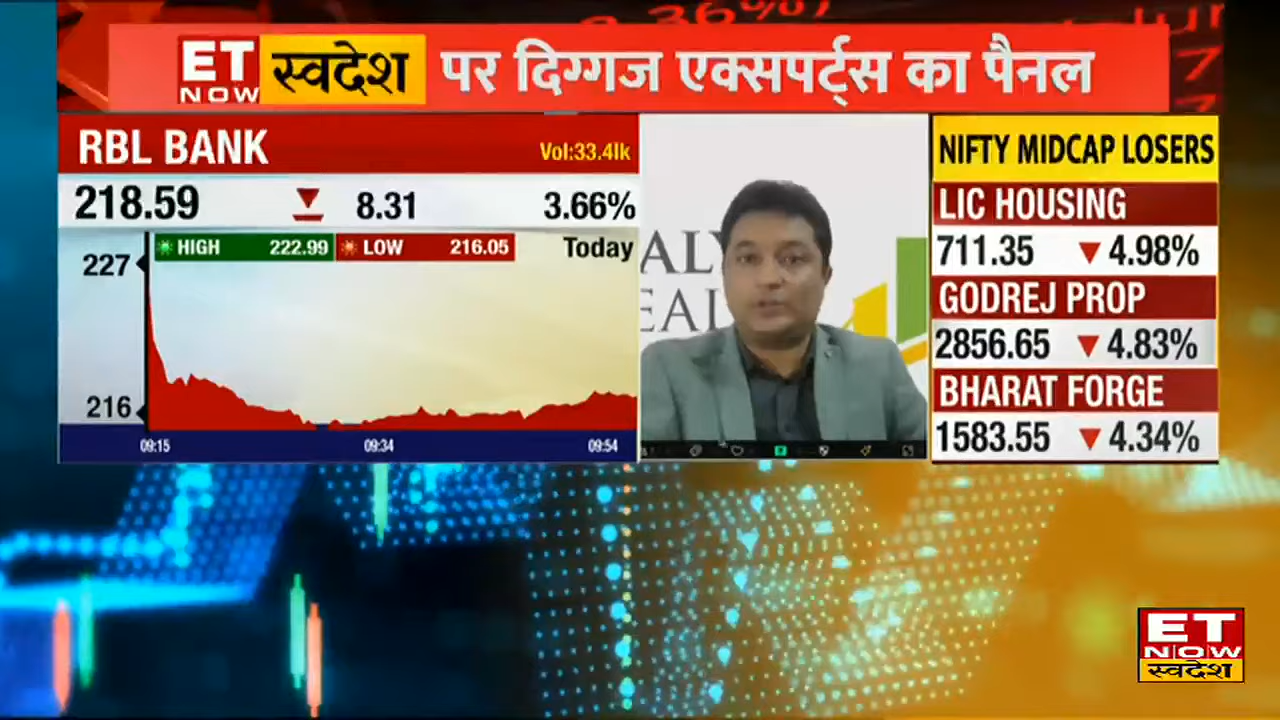 ET NOW स्वदेश पर दिग्गज एक्सपर्ट्स का पैनल
RBL BANK Vol:33.4lk
218.59 8.31 3.66%
HIGH 222.99 LOW 216.05 Today
227
216
09:15 09:34 09:54
NIFTY MIDCAP LOSERS
LIC HOUSING
711.35 4.98%
GODREJ PROP
2856.65 4.83%
BHARAT FORGE
1583.55 4.34%
ET
NOW
स्वदेश